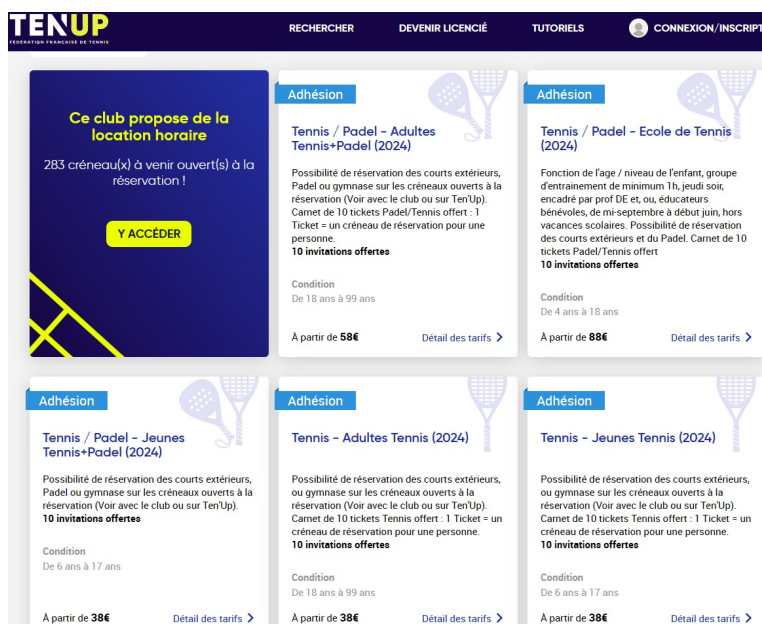 TENUP
FÉDÉRATION FRANÇAISE DE TENNIS
RECHERCHER
DEVENIR LICENCIÉ
TUTORIELS
CONNEXION/INSCRIPT
Ce club propose de la
location horaire
283 créneau(x) à venir ouvert(s) à la
réservation !
Y ACCÉDER
Adhésion
Tennis / Padel - Adultes
Tennis+Padel (2024)
Possibilité de réservation des courts extérieurs,
Padel ou gymnase sur les créneaux ouverts à la
réservation (Voir avec le club ou sur Ten'Up).
Carnet de 10 tickets Padel/Tennis offert : 1
Ticket = un créneau de réservation pour une
personne.
10 invitations offertes
Condition
De 18 ans à 99 ans
À partir de 58€
Détail des tarifs
Adhésion
Tennis / Padel - Ecole de Tennis
(2024)
Fonction de l'age / niveau de l'enfant, groupe
d'entrainement de minimum 1h, jeudi soir,
encadré par prof DE et, ou, éducateurs
bénévoles, de mi-septembre à début juin, hors
vacances scolaires. Possibilité de réservation
des courts extérieurs et du Padel. Carnet de 10
tickets Padel/Tennis offert
10 invitations offertes
Condition
De 4 ans à 18 ans
À partir de 88€
Détail des tarifs
Adhésion
Tennis / Padel - Jeunes
Tennis+Padel (2024)
Possibilité de réservation des courts extérieurs,
Padel ou gymnase sur les créneaux ouverts à la
réservation (Voir avec le club ou sur Ten'Up).
10 invitations offertes
Condition
De 6 ans à 17 ans
À partir de 38€
Détail des tarifs
Adhésion
Tennis - Adultes Tennis (2024)
Possibilité de réservation des courts extérieurs,
ou gymnase sur les créneaux ouverts à la
réservation (Voir avec le club ou sur Ten'Up).
Carnet de 10 tickets Tennis offert : 1 Ticket = un
créneau de réservation pour une personne.
10 invitations offertes
Condition
De 18 ans à 99 ans
À partir de 38€
Détail des tarifs
Adhésion
Tennis - Jeunes Tennis (2024)
Possibilité de réservation des courts extérieurs,
ou gymnase sur les créneaux ouverts à la
réservation (Voir avec le club ou sur Ten'Up).
Carnet de 10 tickets Tennis offert : 1 Ticket = un
créneau de réservation pour une personne.
10 invitations offertes
Condition
De 6 ans à 17 ans
À partir de 38€
Détail des tarifs